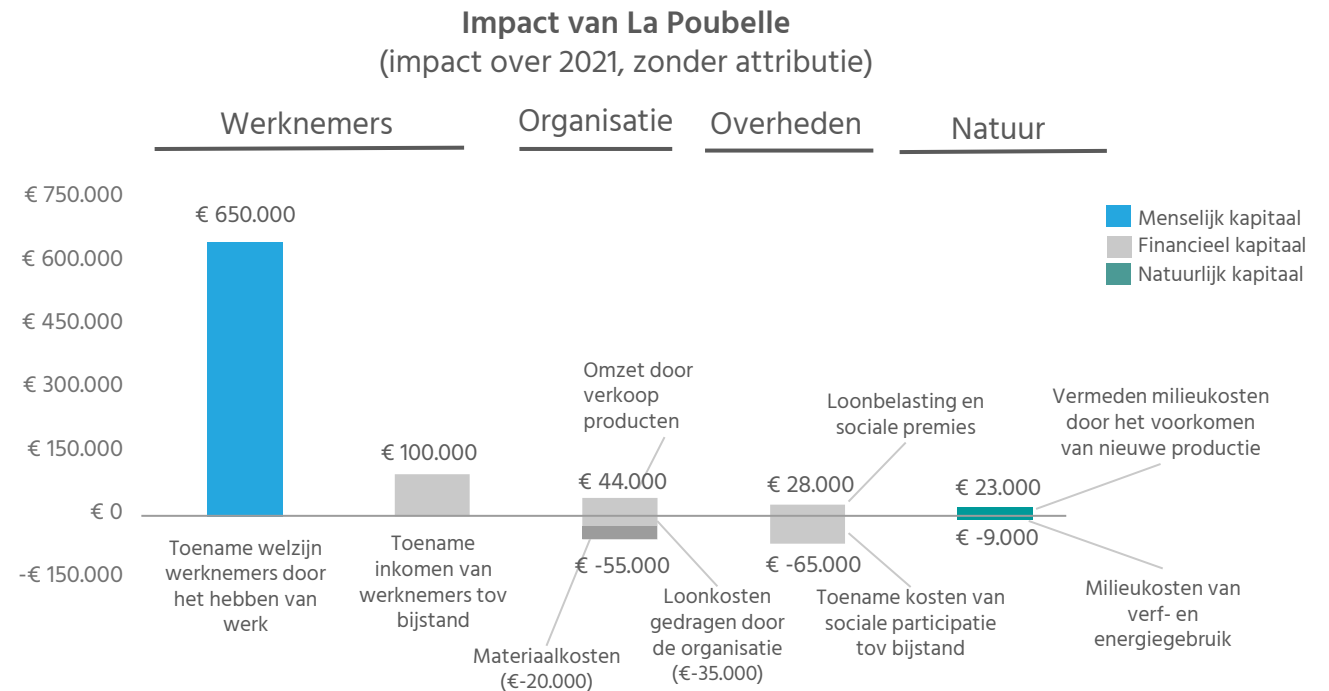 Impact van La Poubelle
(impact over 2021, zonder attributie)
Werknemers
Organisatie
Overheden
Natuur
€ 750.000
€ 600.000
€ 450.000
€ 300.000
€ 150.000
€ 0
-€ 150.000
Menselijk kapitaal
Financieel kapitaal
Natuurlijk kapitaal
€ 650.000
Toename welzijn
werknemers door
het hebben van
werk
€ 100.000
Toename
inkomen van
werknemers tov
bijstand
Omzet door
verkoop
producten
€ 44.000
€ -55.000
Materiaalkosten
(€-20.000)
Loonkosten
gedragen door
de organisatie
(€-35.000)
Loonbelasting en
sociale premies
€ 28.000
€ -65.000
Toename kosten van
sociale participatie
tov bijstand
Vermeden milieukosten
door het voorkomen
van nieuwe productie
€ 23.000
€ -9.000
Milieukosten van
verf- en
energiegebruik